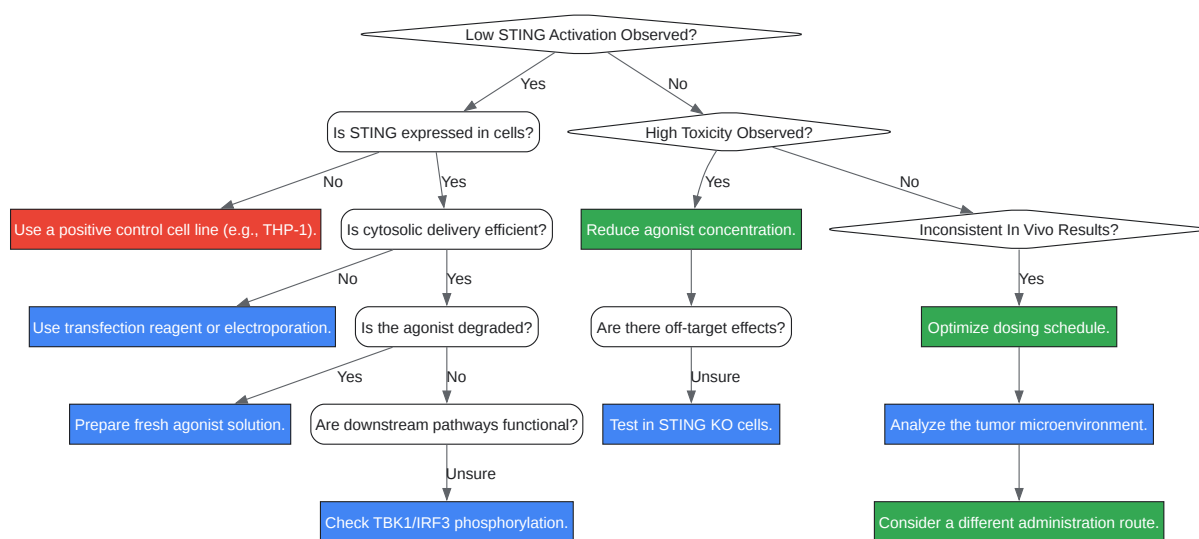 Low STING Activation Observed?
Yes
No
Is STING expressed in cells?
High Toxicity Observed?
No
Yes
Yes
No
Use a positive control cell line (e.g., THP-1).
Is cytosolic delivery efficient?
Reduce agonist concentration.
Inconsistent In Vivo Results?
No
Yes
Yes
Use transfection reagent or electroporation.
Is the agonist degraded?
Are there off-target effects?
Optimize dosing schedule.
Yes
No
Unsure
Prepare fresh agonist solution.
Are downstream pathways functional?
Test in STING KO cells.
Analyze the tumor microenvironment.
Unsure
Check TBK1/IRF3 phosphorylation.
Consider a different administration route.